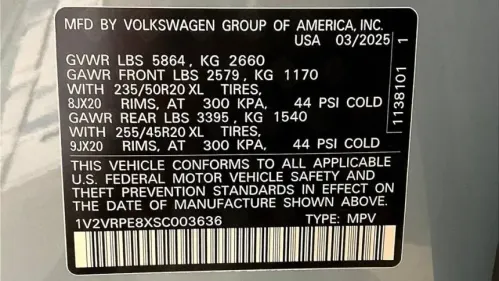 MFD BY VOLKSWAGEN GROUP OF AMERICA, INC.
USA 03/2025
GVWR LBS 5864, KG 2660
GAWR FRONT LBS 2579, KG 1170
WITH 235/50R20 XL TIRES,
8JX20 RIMS, AT 300 KPA, 44 PSI COLD
GAWR REAR LBS 3395, KG 1540
WITH 255/45R20 XL TIRES,
9JX20 RIMS, AT 300 KPA, 44 PSI COLD
THIS VEHICLE CONFORMS TO ALL APPLICABLE
U.S. FEDERAL MOTOR VEHICLE SAFETY AND
THEFT PREVENTION STANDARDS IN EFFECT ON
THE DATE OF MANUFACTURE SHOWN ABOVE.
1V2VRPE8XSC003636 TYPE: MPV
1138101 1